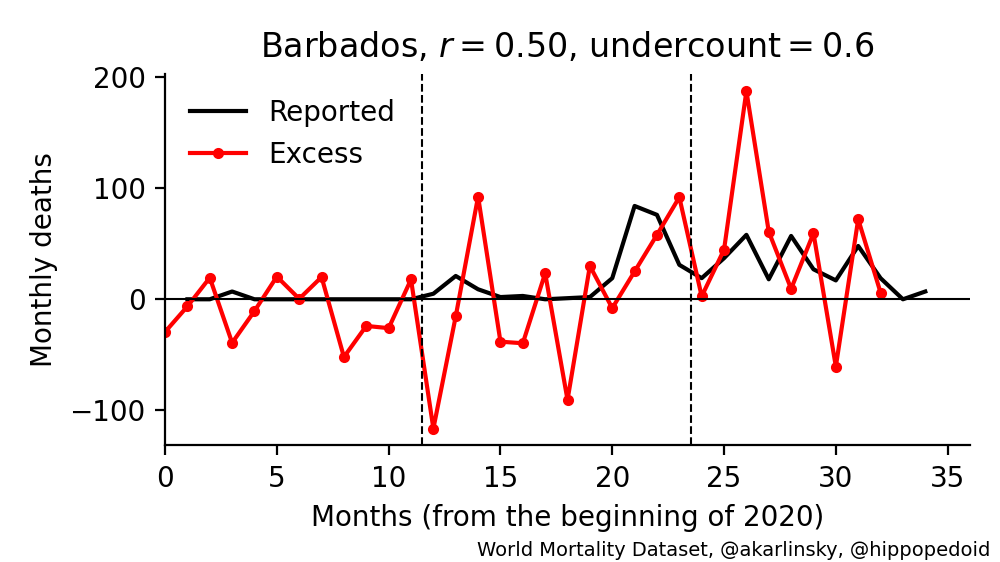 Barbados, r = 0.50, undercount = 0.6
200
100
0
−100
Monthly deaths
Reported
Excess
0 5 10 15 20 25 30 35
Months (from the beginning of 2020)
World Mortality Dataset, @akarlinsky, @hippopedoid